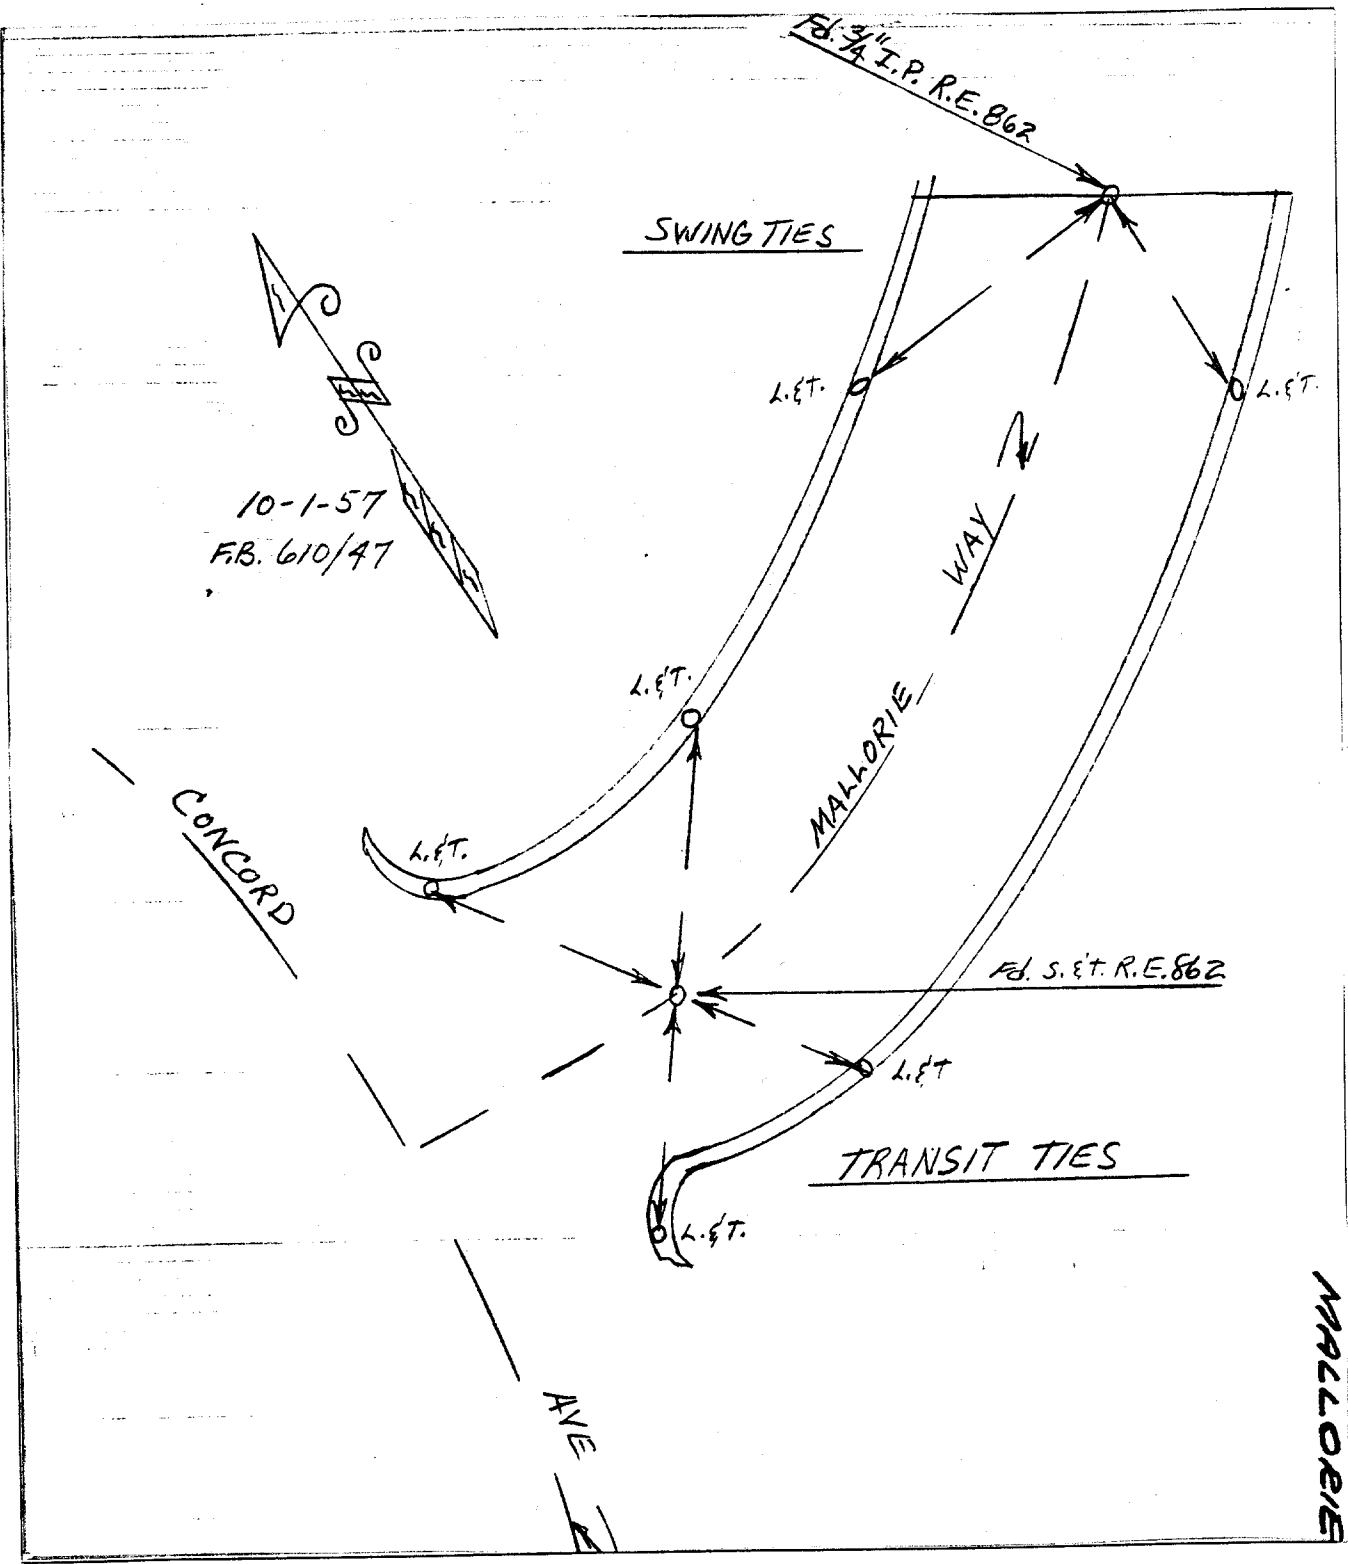 Fd. 3/4" I.P. R.E. 862
SWING TIES
L.&T.
L.&T.
10-1-57
F.B. 610/47
WAY
L.&T.
MALLORIE
CONCORD
L.&T.
Fd. S.&T. R.E. 862
L.&T
TRANSIT TIES
L.&T.
AVE
MALLORIE